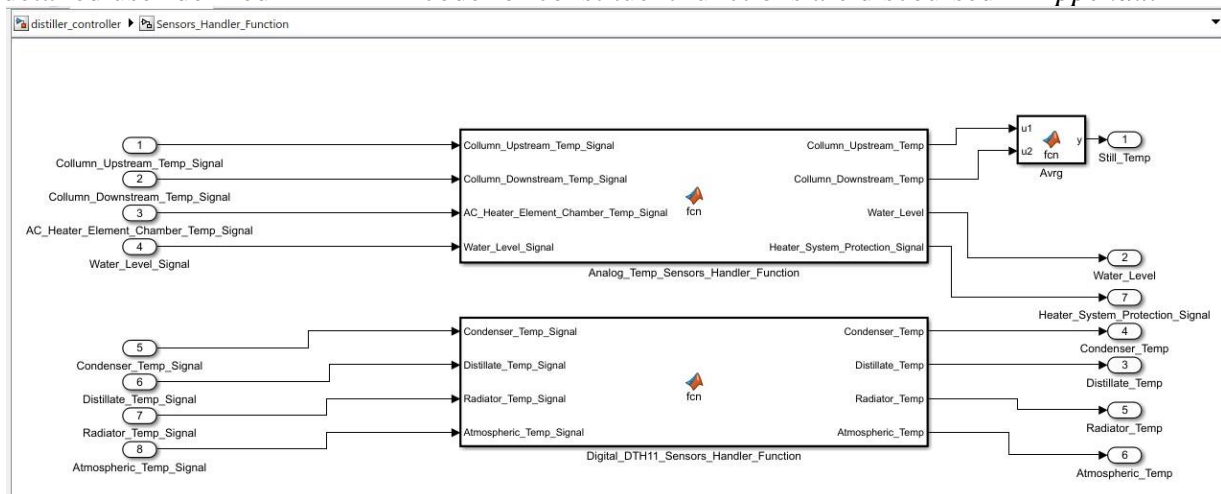 distiller_controller Sensors_Handler_Function
1
Collumn_Upstream_Temp_Signal
2
Collumn_Downstream_Temp_Signal
3
AC_Heater_Element_Chamber_Temp_Signal
4
Water_Level_Signal
Collumn_Upstream_Temp_Signal
Collumn_Downstream_Temp_Signal
AC_Heater_Element_Chamber_Temp_Signal
Water_Level_Signal
fcn
Collumn_Upstream_Temp
Collumn_Downstream_Temp
Water_Level
Heater_System_Protection_Signal
Analog_Temp_Sensors_Handler_Function
u1
u2
fcn
y
Avrg
1
Still_Temp
2
Water_Level
7
Heater_System_Protection_Signal
5
Condenser_Temp_Signal
6
Distillate_Temp_Signal
7
Radiator_Temp_Signal
8
Atmospheric_Temp_Signal
Condenser_Temp_Signal
Distillate_Temp_Signal
Radiator_Temp_Signal
Atmospheric_Temp_Signal
fcn
Condenser_Temp
Distillate_Temp
Radiator_Temp
Atmospheric_Temp
Digital_DTH11_Sensors_Handler_Function
4
Condenser_Temp
3
Distillate_Temp
5
Radiator_Temp
6
Atmospheric_Temp